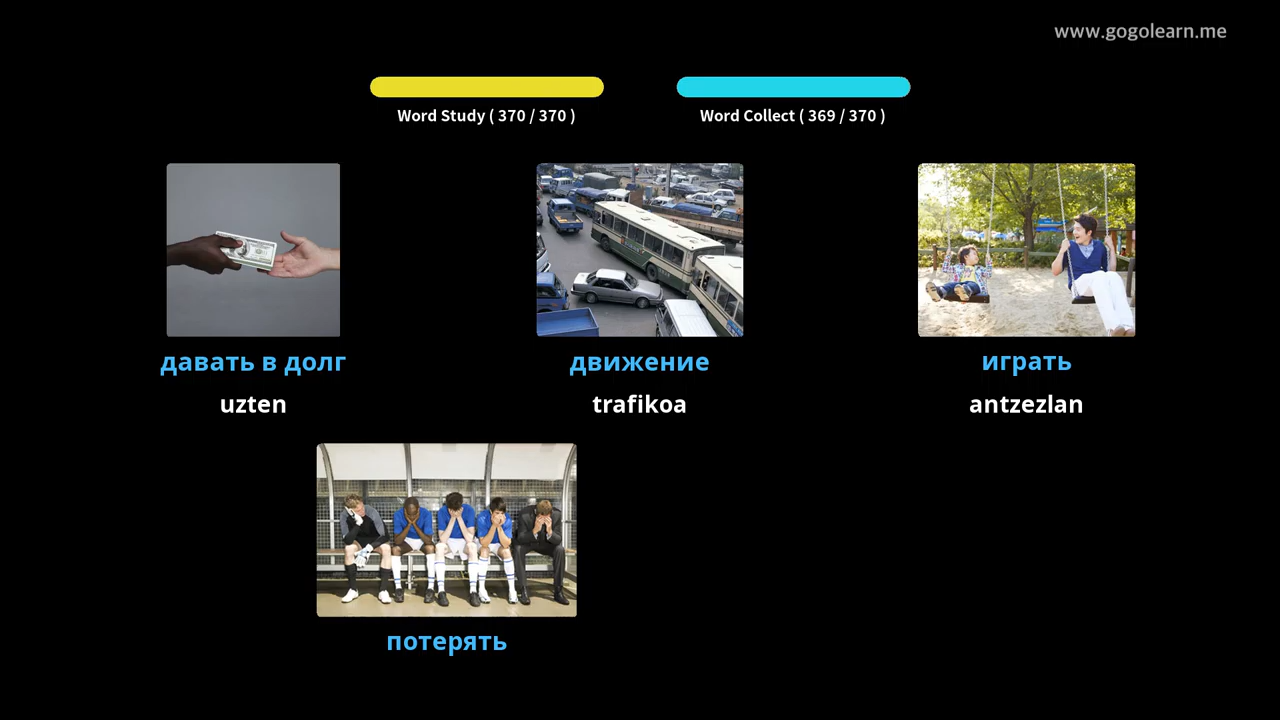 www.gogolearn.me
Word Study ( 370 / 370 )
Word Collect ( 369 / 370 )
давать в долг
движение
играть
uzten
trafikoa
antzezlan
потерять